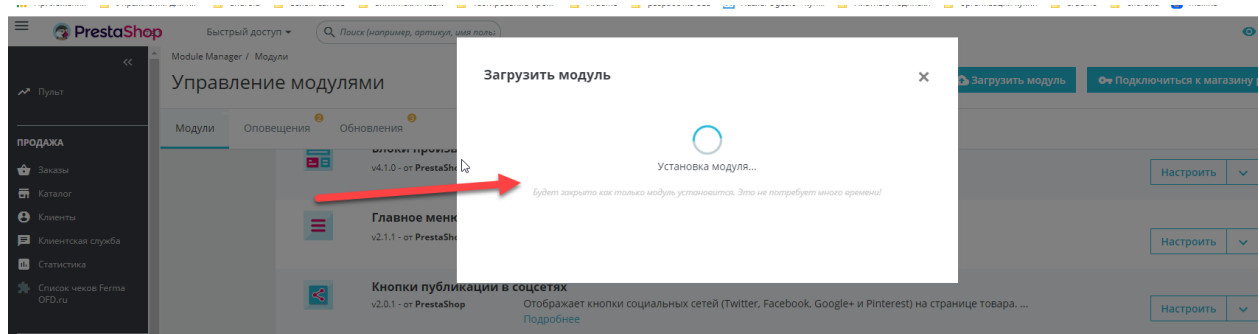 PrestaShop
Быстрый доступ
Поиск (например, артикул, имя
Module Manager / Модули
Управление модулями
Загрузить модуль
Подключиться к магазину
Модули
Оповещения
Обновления
Пульт
ПРОДАЖА
Заказы
Каталог
Клиенты
Клиентская служба
Статистика
Список чеков Ferma
OFD.ru
Загрузить модуль
Установка модуля...
Будет закрыто как только модуль установится. Это не потребует много времени!
v4.1.0 - от
Настроить
Главное
v2.1.1 - от
Настроить
Кнопки публикации в соцсетях
v2.0.1 - от PrestaShop
Отображает кнопки социальных сетей (Twitter, Facebook, Google+ и Pinterest) на странице товара. ...
Подробнее
Настроить